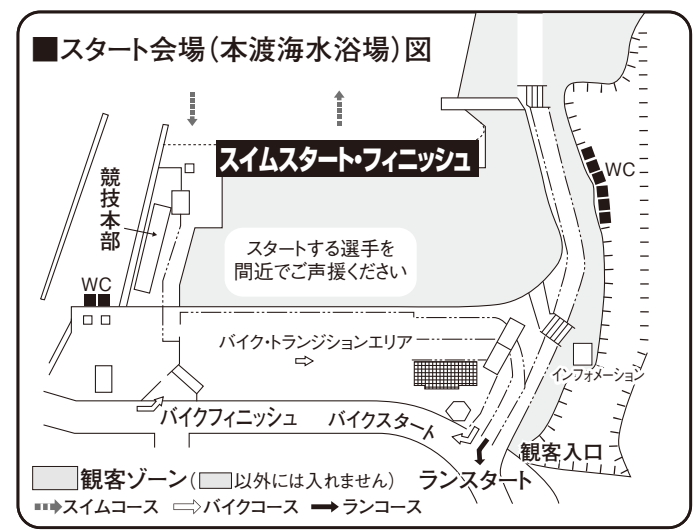 ■スタート会場(本渡海水浴場)図
スイムスタート・フィニッシュ
WC
競技本部
スタートする選手を
間近でご声援ください
WC
バイク・トランジションエリア
インフォメーション
バイクフィニッシュ
バイクスタート
観客入口
ランスタート
観客ゾーン(以外には入れません)
スイムコース バイクコース ランコース